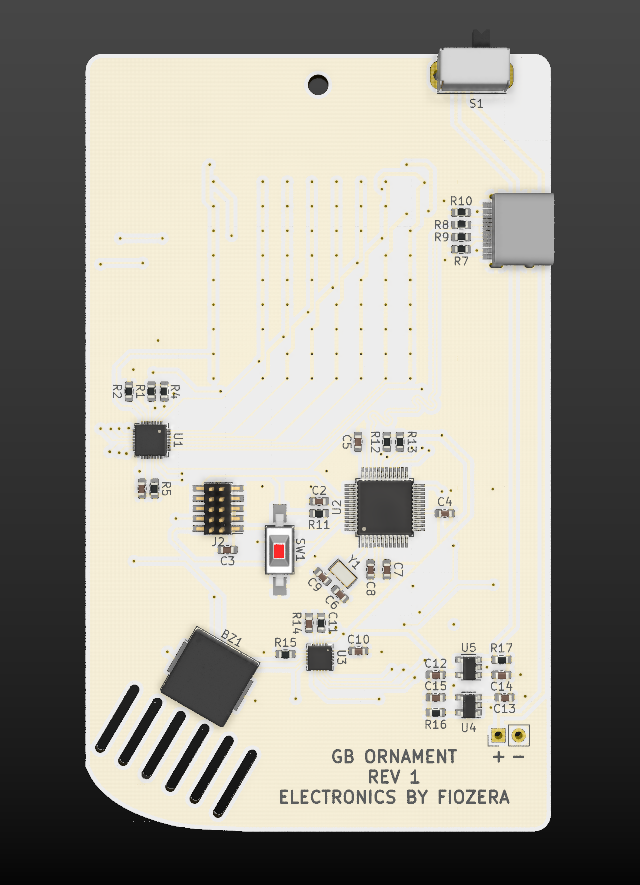 S1
R10
R8
R9
R7
R2
R1
R4
U1
R5
C5
R12
R13
C2
R11
U2
C4
J2
C3
SW1
Y1
C9
C6
C8
C7
R14
C11
R15
U3
C10
BZ1
U5
R17
C12
C15
C14
C13
R16
U4
+ -
GB ORNAMENT
REV 1
ELECTRONICS BY FIOZERA